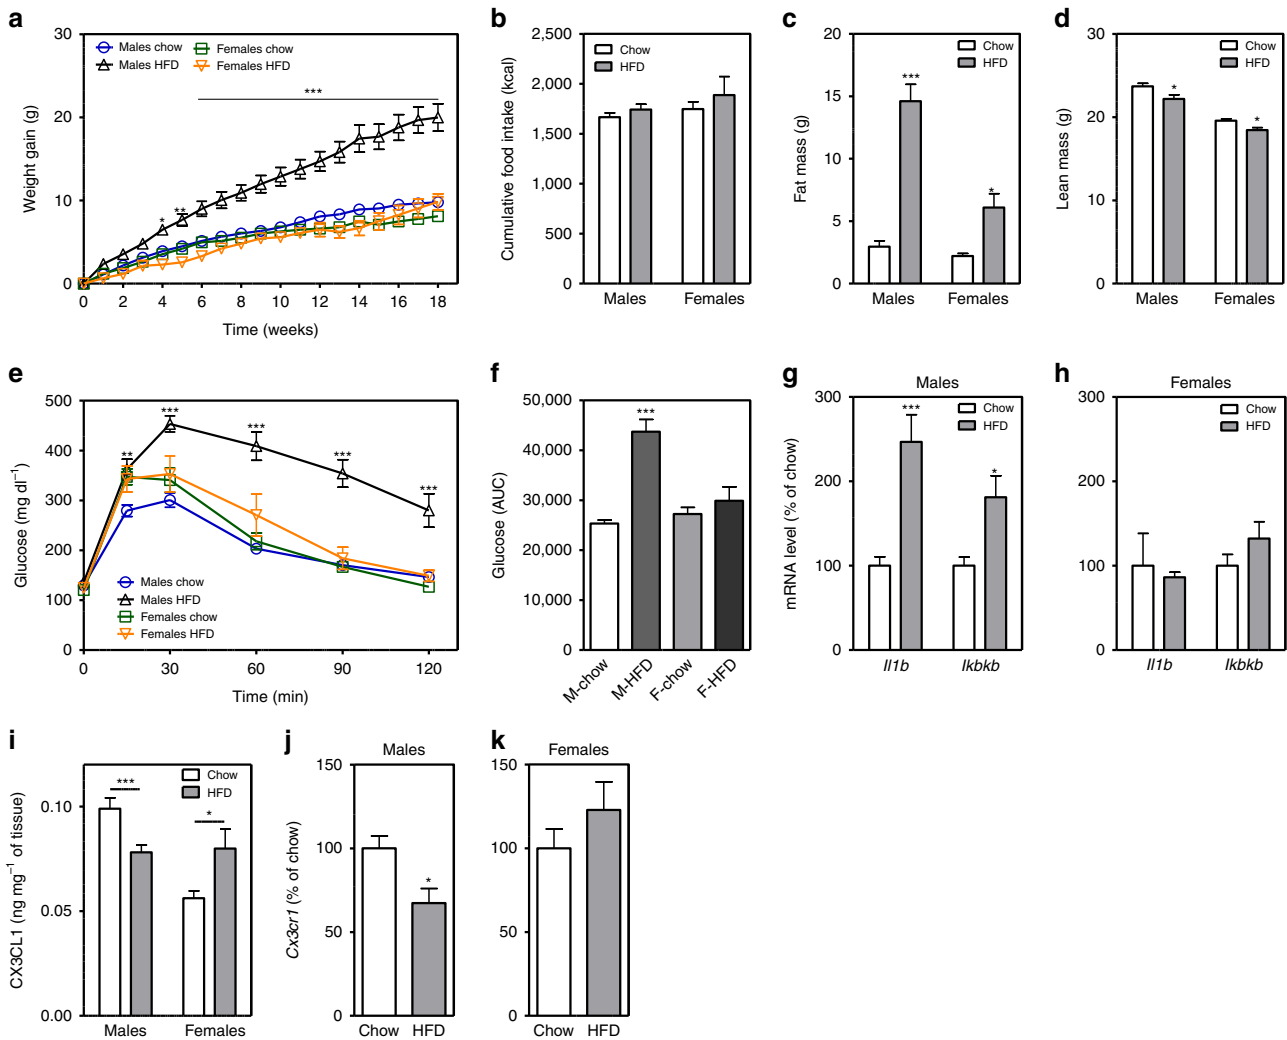 a
Weight gain (g)
30
20
10
0
Males chow
Males HFD
Females chow
Females HFD
***
*
**
0 2 4 6 8 10 12 14 16 18
Time (weeks)
b
Cumulative food intake (kcal)
2,500
2,000
1,500
1,000
500
0
Chow
HFD
Males Females
c
Fat mass (g)
20
15
10
5
0
Chow
HFD
***
*
Males Females
d
Lean mass (g)
30
20
10
0
Chow
HFD
*
*
Males Females
e
Glucose (mg dl⁻¹)
500
400
300
200
100
0
**
***
***
***
***
Males chow
Males HFD
Females chow
Females HFD
0 30 60 90 120
Time (min)
f
Glucose (AUC)
50,000
40,000
30,000
20,000
10,000
0
***
M-chow
M-HFD
F-chow
F-HFD
g
Males
mRNA level (% of chow)
300
200
100
0
Chow
HFD
***
*
Il1b Ikbkb
h
Females
300
200
100
0
Chow
HFD
Il1b Ikbkb
i
CX3CL1 (ng mg⁻¹ of tissue)
0.10
0.05
0.00
Chow
HFD
***
*
Males Females
j
Males
Cx3cr1 (% of chow)
150
100
50
0
*
Chow HFD
k
Females
150
100
50
0
Chow HFD